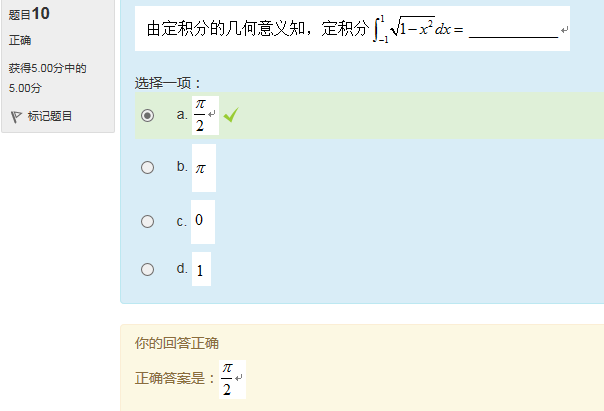 题目10
正确
获得5.00分中的
5.00分
标记题目
由定积分的几何意义知，定积分∫₋₁¹√(1−x²)dx= ___________
选择一项：
a. π/2
b. π
c. 0
d. 1
你的回答正确
正确答案是：π/2